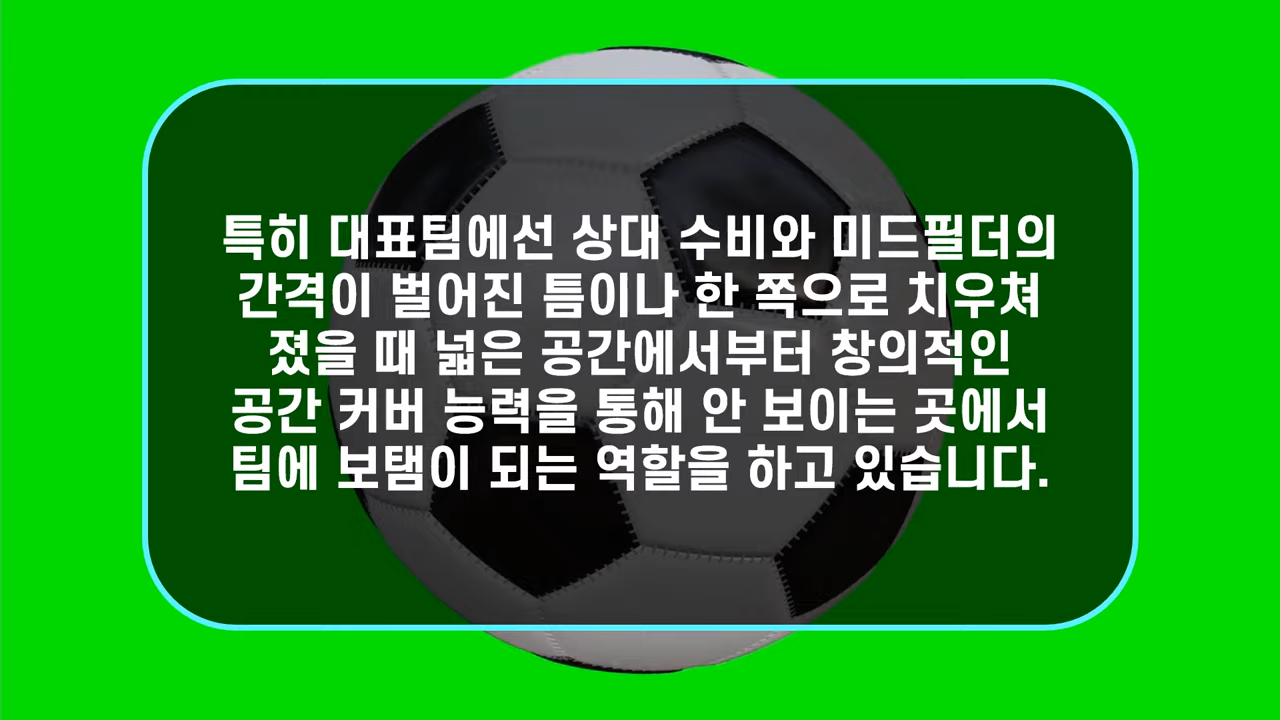 특히 대표팀에선 상대 수비와 미드필더의
간격이 벌어진 틈이나 한 쪽으로 치우쳐
졌을 때 넓은 공간에서부터 창의적인
공간 커버 능력을 통해 안 보이는 곳에서
팀에 보탬이 되는 역할을 하고 있습니다.